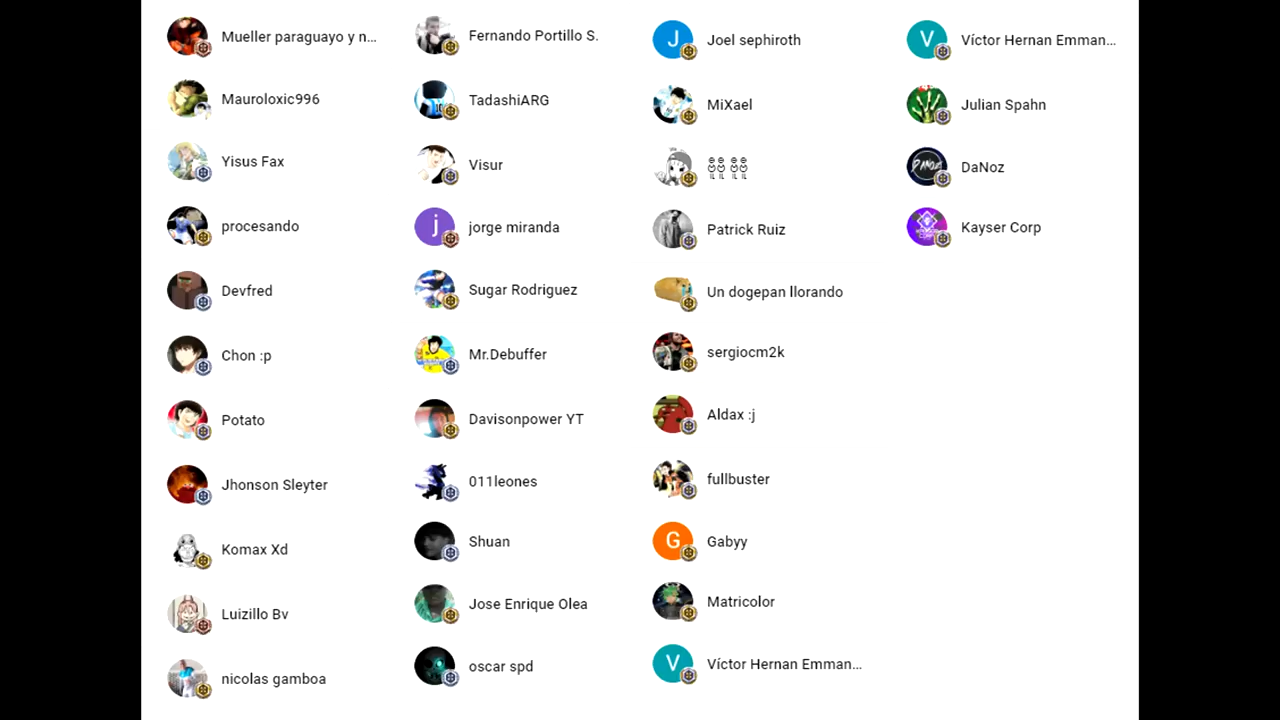 Mueller paraguayo y n...
Mauroloxic996
Yisus Fax
procesando
Devfred
Chon :p
Potato
Jhonson Sleyter
Komax Xd
Luizillo Bv
nicolas gamboa
Fernando Portillo S.
TadashiARG
Visur
jorge miranda
Sugar Rodriguez
Mr.Debuffer
Davisonpower YT
011leones
Shuan
Jose Enrique Olea
oscar spd
J
Joel sephiroth
MiXael
Patrick Ruiz
Un dogepan llorando
sergiocm2k
Aldax :j
fullbuster
G
Gabyy
Matricolor
V
Víctor Hernan Emman...
V
Víctor Hernan Emman...
Julian Spahn
DaNoz
Kayser Corp
j